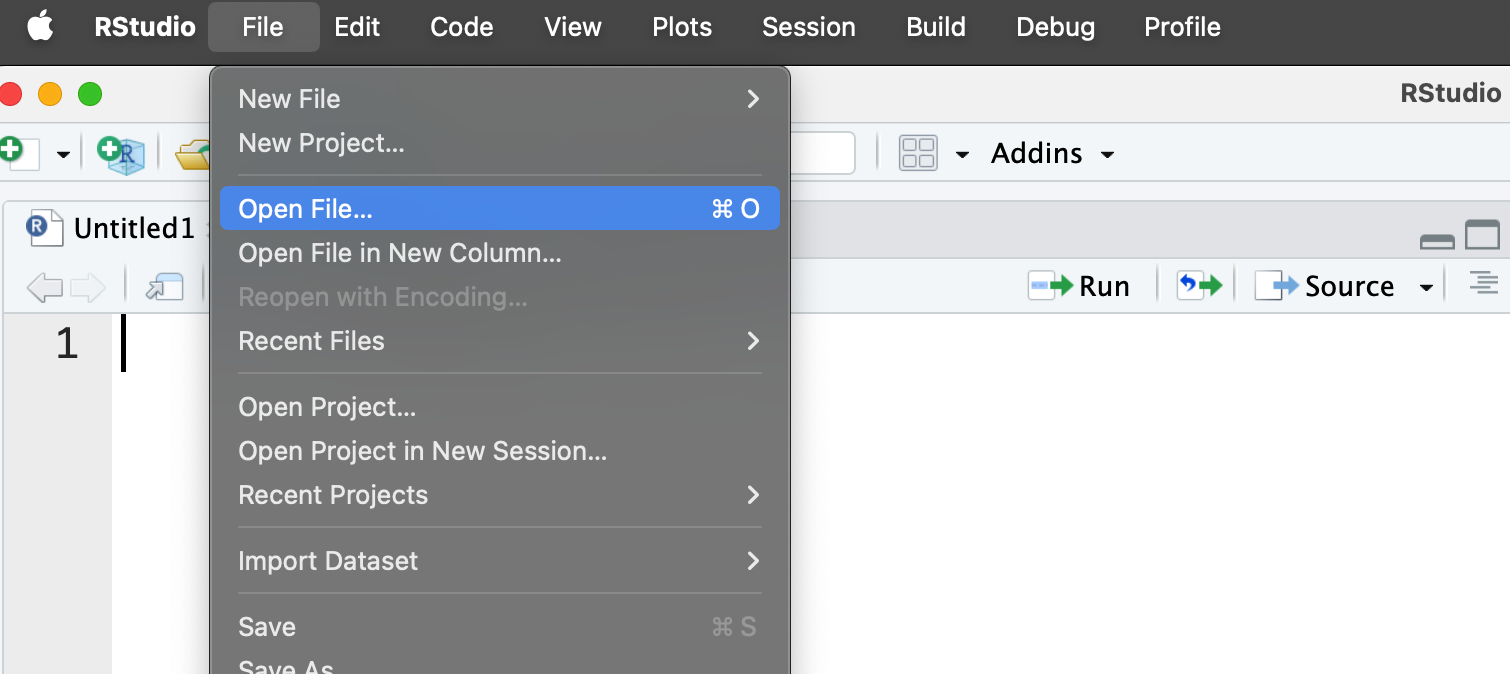 RStudio File Edit Code View Plots Session Build Debug Profile
RStudio
New File
New Project...
R
Addins
Open File... ⌘ O
R Untitled1
Open File in New Column...
Reopen with Encoding...
Run
Source
Recent Files
1
Open Project...
Open Project in New Session...
Recent Projects
Import Dataset
Save ⌘ S
Save As